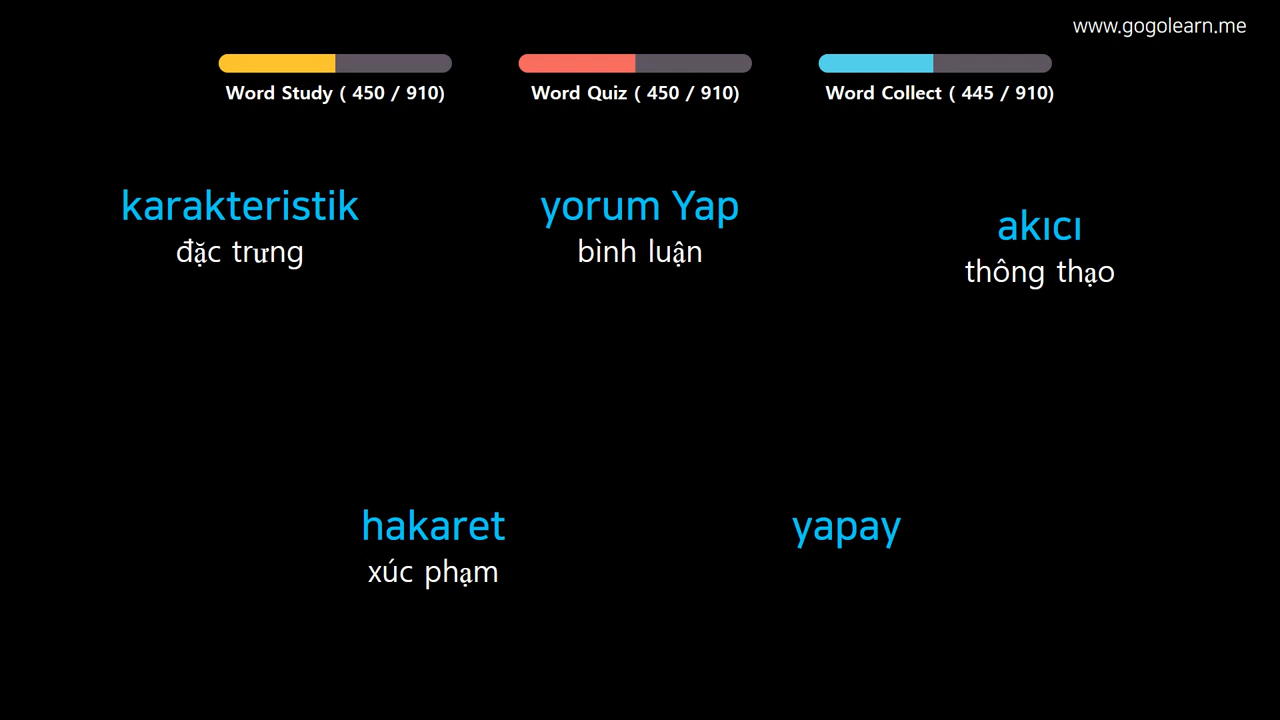 www.gogolearn.me
Word Study ( 450 / 910)
Word Quiz ( 450 / 910)
Word Collect ( 445 / 910)
karakteristik
đặc trưng
yorum Yap
bình luận
akıcı
thông thạo
hakaret
xúc phạm
yapay